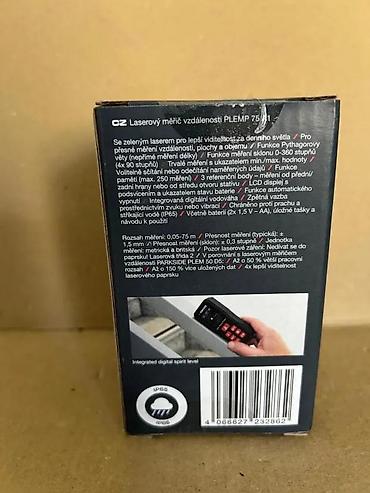 CZ Laserový měřič vzdálenosti PLEMP 75 A1
Se zeleným laserem pro lepší viditelnost za denního světla / Pro
přesné měření vzdáleností, plochy a objemu / Funkce Pythagorovy
věty (nepřímé měření délky) / Funkce měření sklonu 0-360 stupňů
(4x 90 stupňů) / Trvalé měření s ukazatelem min./max. hodnoty /
Volitelné sčítání nebo odečítání naměřených údajů / Funkce
paměti (max. 250 měření) / 3 referenční body – měření od přední/
zadní hrany nebo od středu otvoru stativu / LCD displej s
podsvícením a ukazatelem stavu baterie / Funkce automatického
vypnutí / Integrovaná digitální vodováha / Zpětná vazba
prostřednictvím zvuku nebo vibrací / Chráněno proti prachu a
stříkající vodě (IP65) / Včetně baterií (2x 1,5 V – AA), úložné tašky a
návodu k použití
Rozsah měření: 0,05-75 m / Přesnost měření (typická): ±
1,5 mm / Přesnost měření (sklon): ± 0,3 stupně / Jednotka
měření: metrická a britská / Pozor laserové záření: Nedívat se do
paprsku! Laserová třída 2 / V porovnání s laserovým měřičem
vzdálenosti PARKSIDE PLEM 50 D5: / Až o 50 % větší pracovní
rozsah / Až o 150 % více uložených dat / 4x lepší viditelnost
laserového paprsku
Integrated digital spirit level
IP65
IP65
4 066627 232862